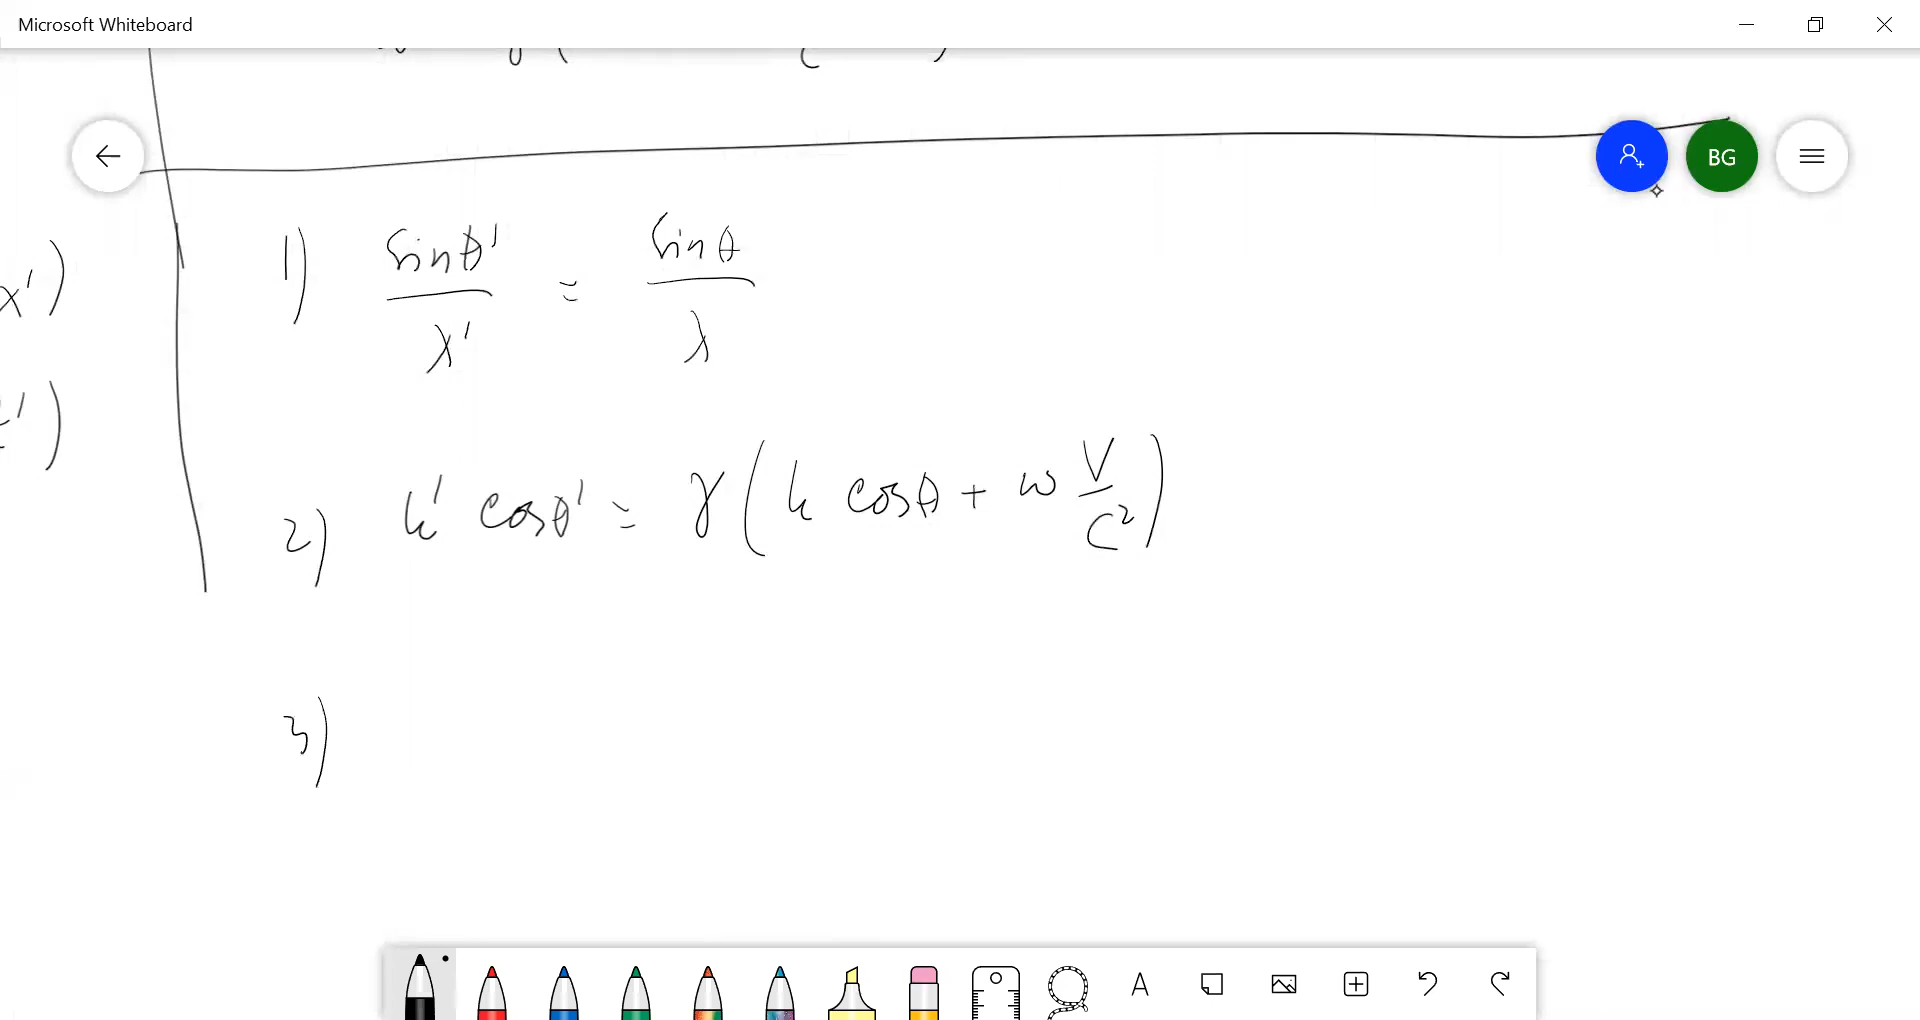 Microsoft Whiteboard
BG
x')
1) sinθ'/λ' = sinθ/λ
t')
2) k' cosθ' = γ(k cosθ + ω V/c²)
3)
A